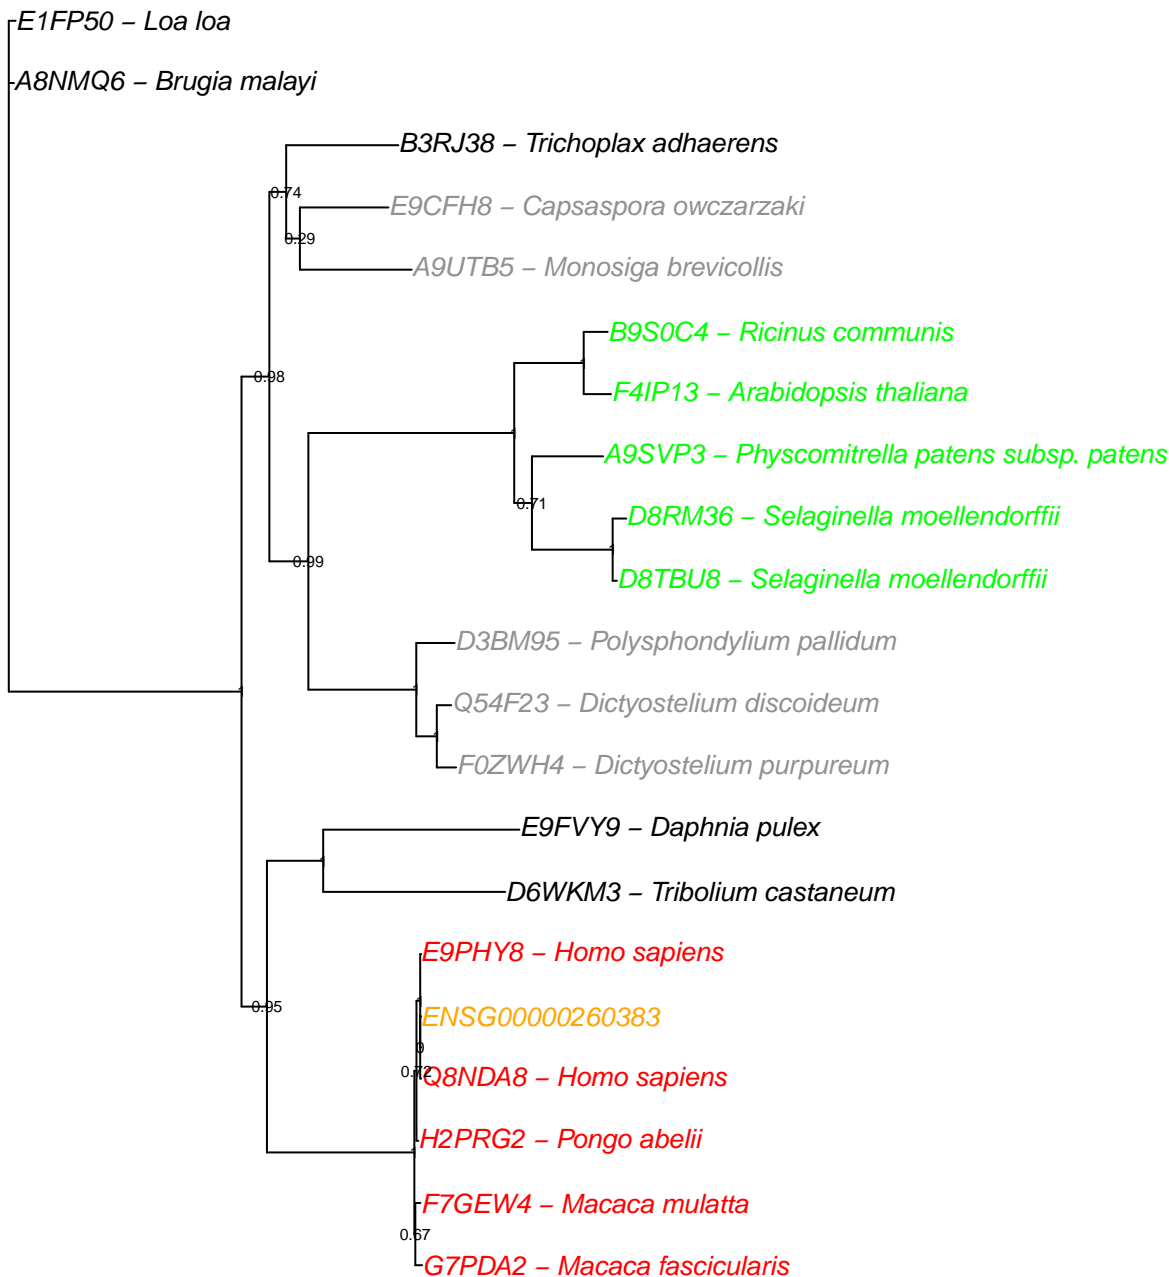 E1FP50 – Loa loa
A8NMQ6 – Brugia malayi
B3RJ38 – Trichoplax adhaerens
0.74
E9CFH8 – Capsaspora owczarzaki
0.29
A9UTB5 – Monosiga brevicollis
B9S0C4 – Ricinus communis
0.98
F4IP13 – Arabidopsis thaliana
A9SVP3 – Physcomitrella patens subsp. patens
0.71
D8RM36 – Selaginella moellendorffii
0.99
D8TBU8 – Selaginella moellendorffii
D3BM95 – Polysphondylium pallidum
Q54F23 – Dictyostelium discoideum
F0ZWH4 – Dictyostelium purpureum
E9FVY9 – Daphnia pulex
D6WKM3 – Tribolium castaneum
E9PHY8 – Homo sapiens
0.95
ENSG00000260383
0
0.72
Q8NDA8 – Homo sapiens
H2PRG2 – Pongo abelii
F7GEW4 – Macaca mulatta
0.67
G7PDA2 – Macaca fascicularis